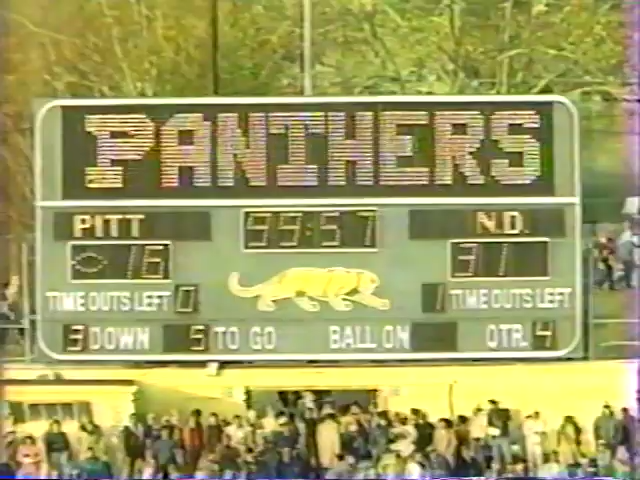 PANTHERS
PITT 99:57 N.D.
16 31
TIME OUTS LEFT 0 1 TIME OUTS LEFT
3 DOWN 5 TO GO BALL ON QTR. 4